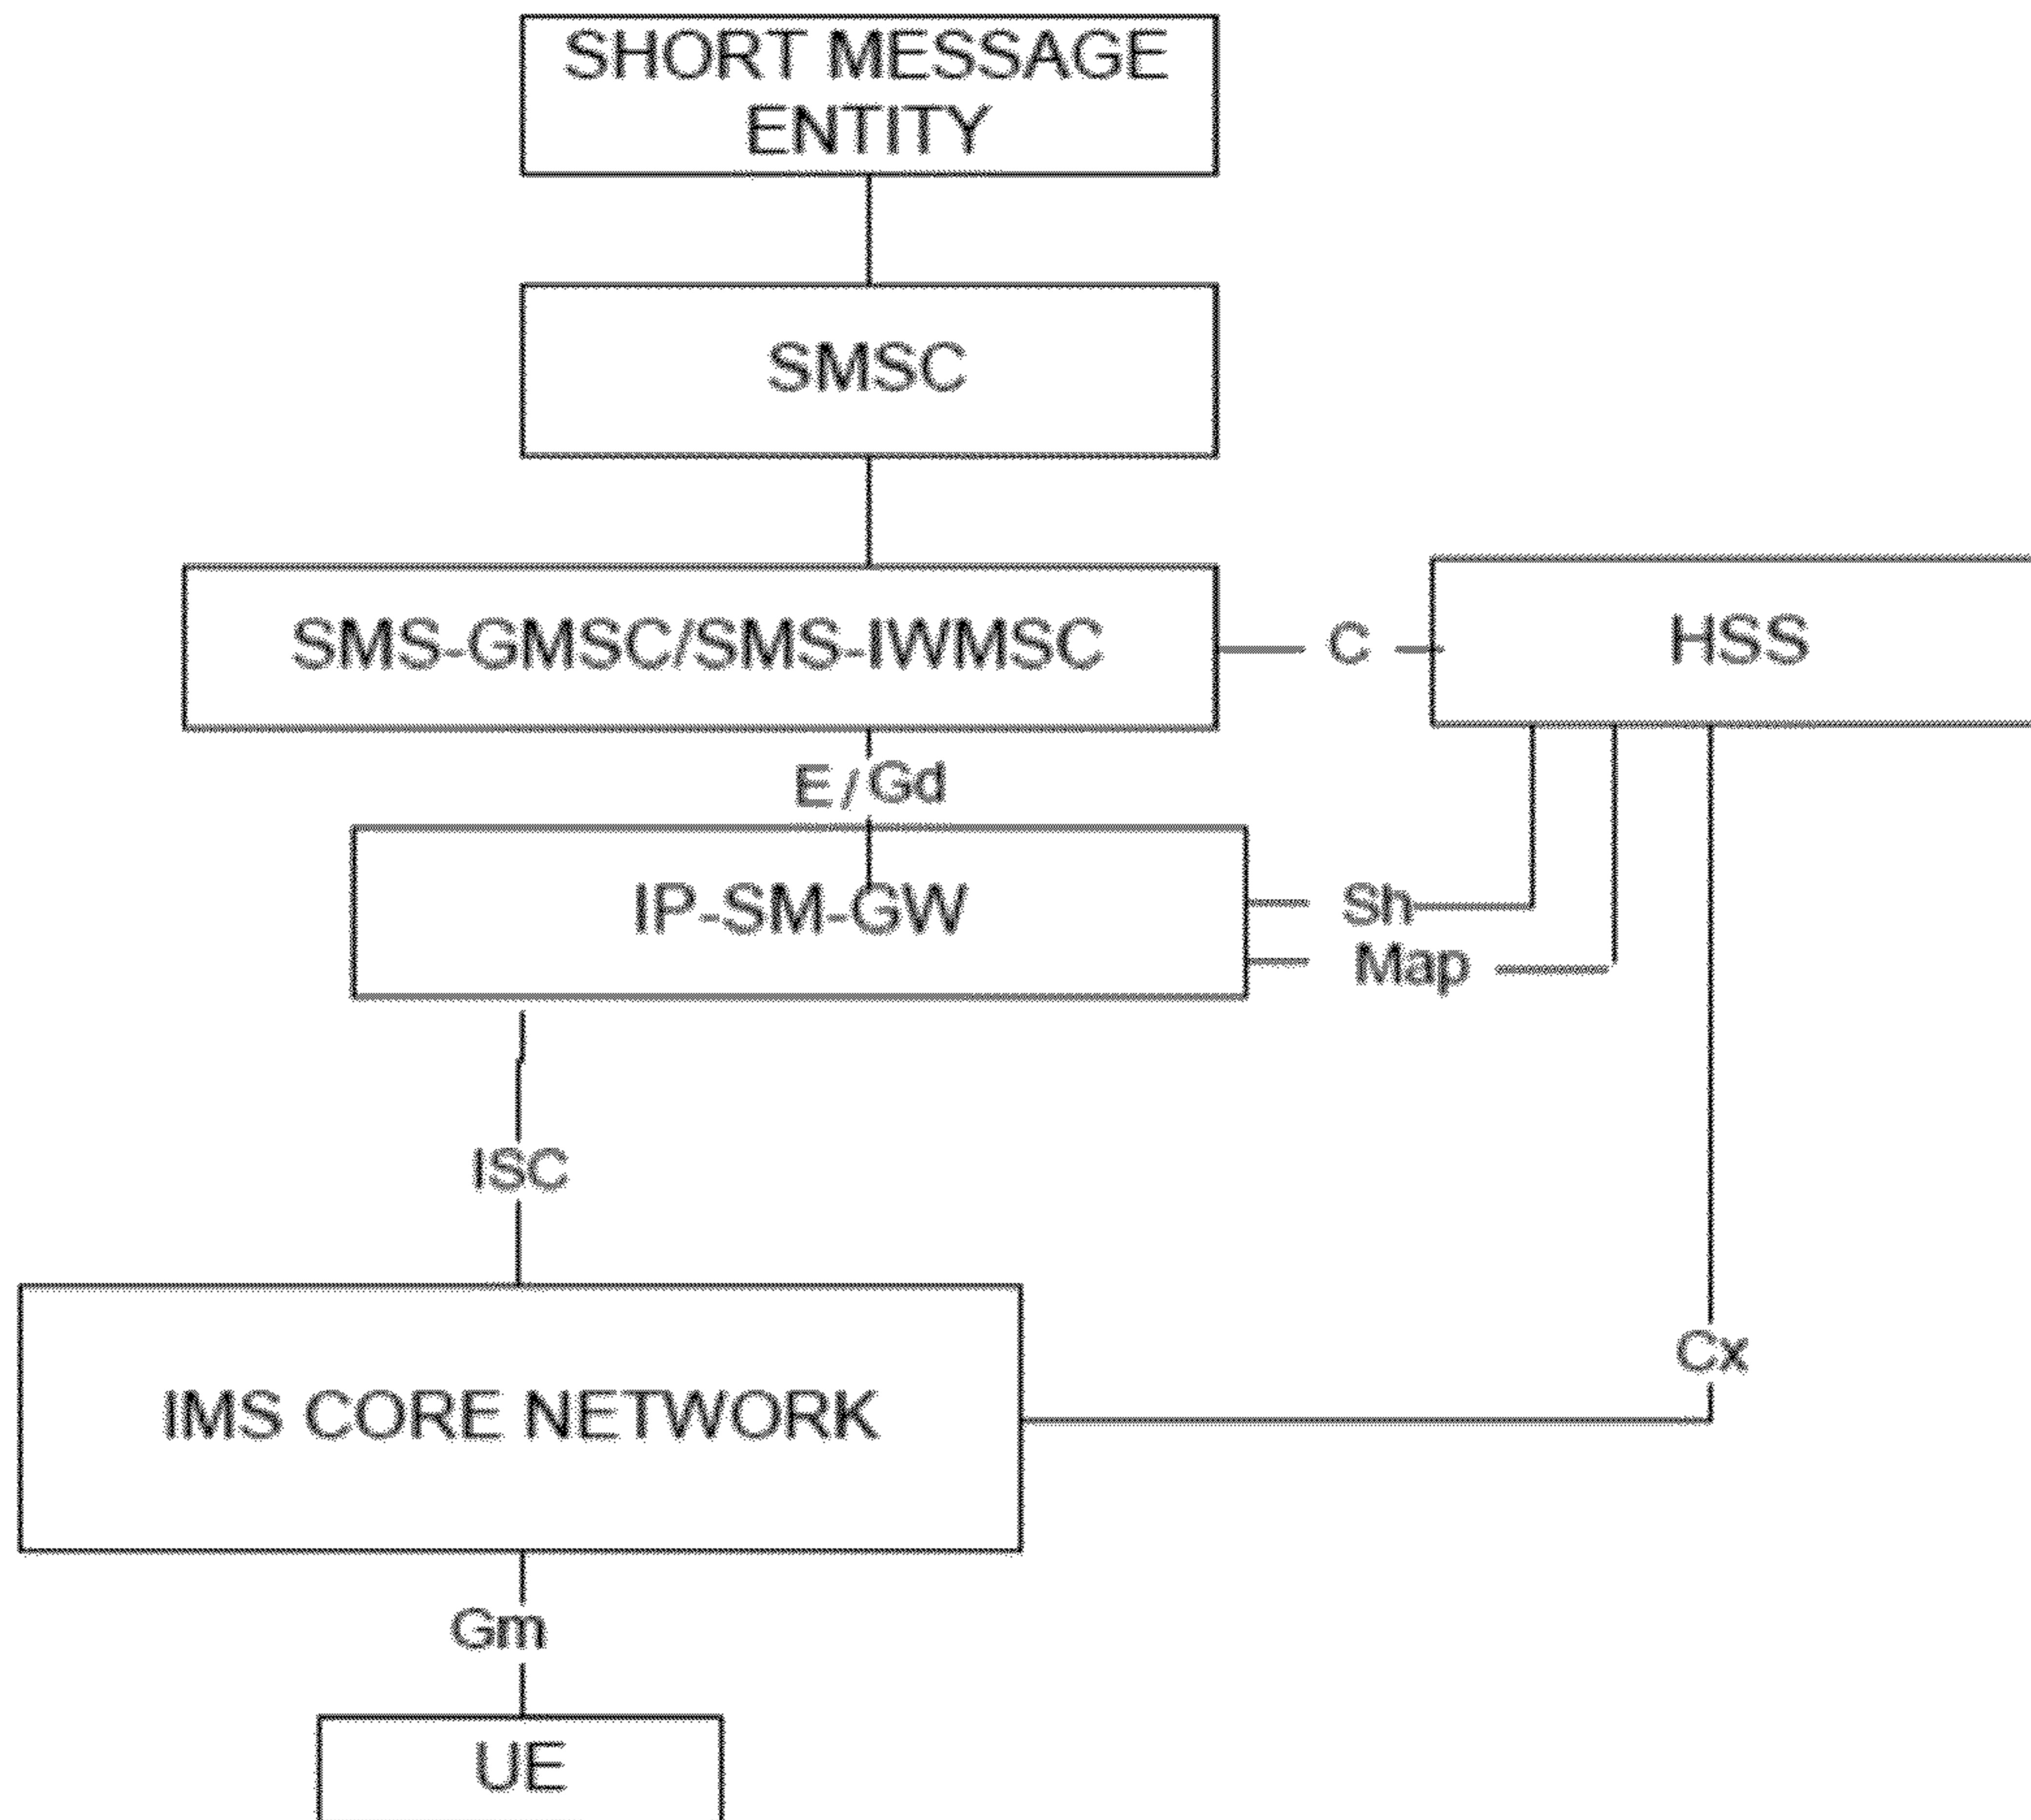 SHORT MESSAGE
ENTITY
SMSC
SMS-GMSC/SMS-IWMSC
C
HSS
E / Gd
IP-SM-GW
Sh
Map
ISC
Cx
IMS CORE NETWORK
Gm
UE